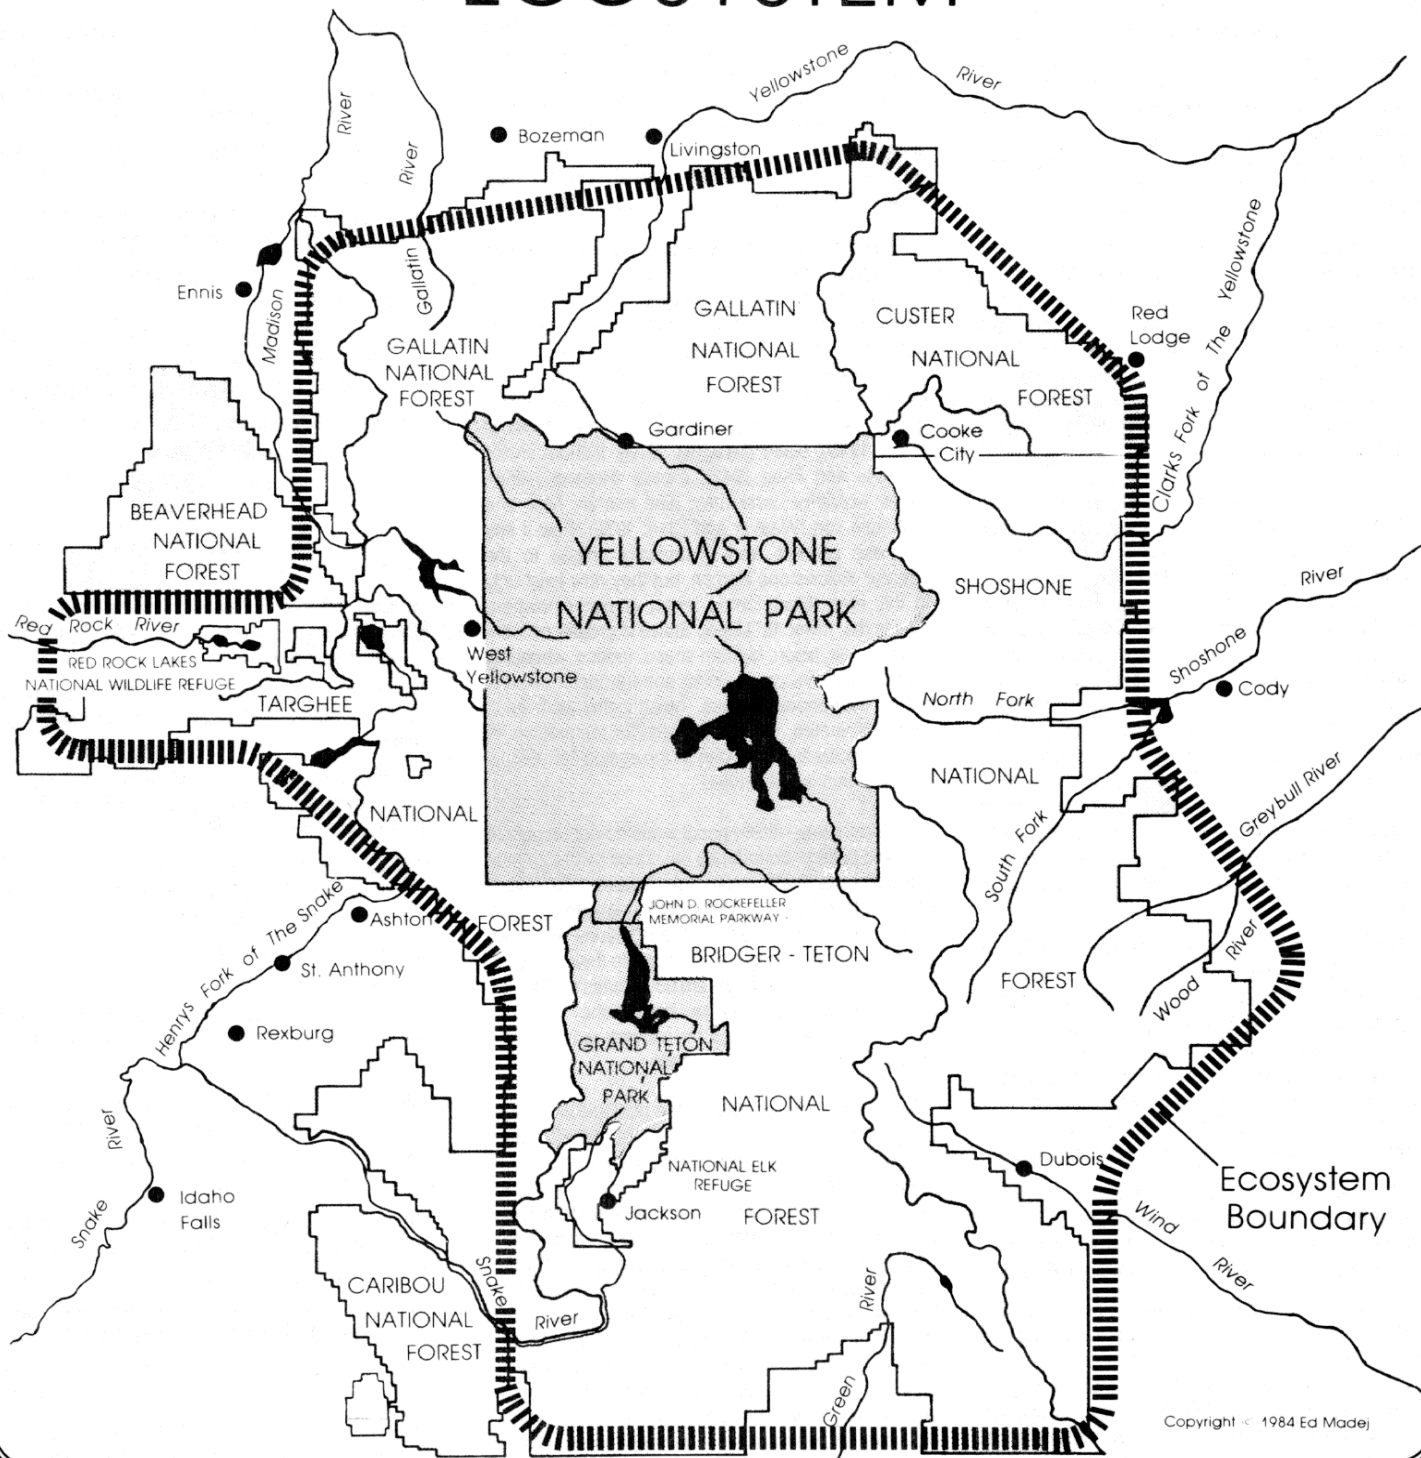 ECOSYSTEM
Yellowstone
River
River
River
Bozeman
Livingston
Gallatin
Yellowstone
Clarks Fork of The
Ennis
Madison
GALLATIN
NATIONAL
FOREST
GALLATIN
NATIONAL
FOREST
CUSTER
NATIONAL
FOREST
Red
Lodge
Gardiner
Cooke
City
BEAVERHEAD
NATIONAL
FOREST
YELLOWSTONE
NATIONAL PARK
SHOSHONE
River
Shoshone
Red Rock River
RED ROCK LAKES
NATIONAL WILDLIFE REFUGE
West
Yellowstone
TARGHEE
North Fork
Cody
NATIONAL
NATIONAL
South Fork
Greybull River
Henrys Fork of The Snake
Ashton
FOREST
JOHN D. ROCKEFELLER
MEMORIAL PARKWAY
BRIDGER - TETON
St. Anthony
FOREST
Wood River
Rexburg
GRAND TETON
NATIONAL
PARK
NATIONAL
River
Snake
Idaho
Falls
NATIONAL ELK
REFUGE
Jackson
FOREST
Dubois
Ecosystem
Boundary
Wind
River
CARIBOU
NATIONAL
FOREST
Snake
River
River
Green
Copyright © 1984 Ed Madej